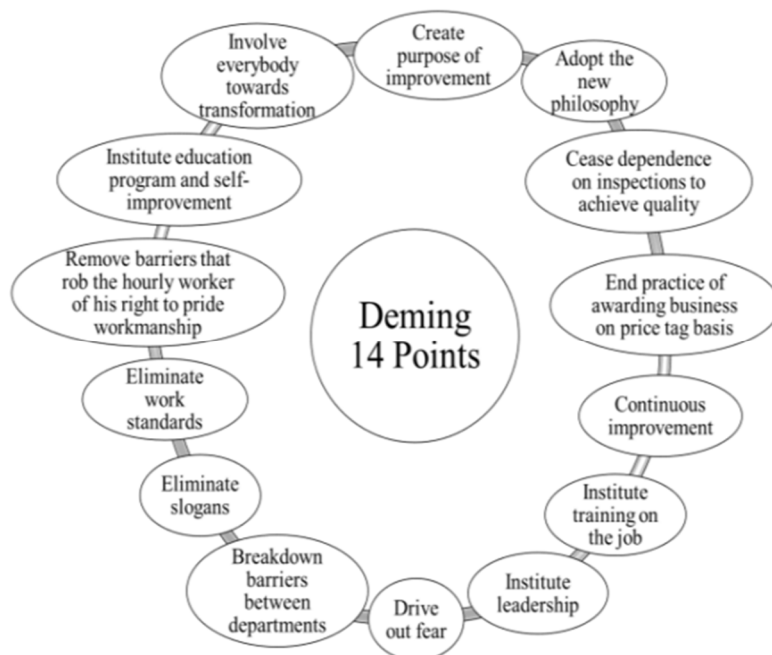 Create
purpose of
improvement
Adopt the
new
philosophy
Cease dependence
on inspections to
achieve quality
End practice of
awarding business
on price tag basis
Continuous
improvement
Institute
training on
the job
Institute
leadership
Drive
out fear
Breakdown
barriers
between
departments
Eliminate
slogans
Eliminate
work
standards
Remove barriers that
rob the hourly worker
of his right to pride
workmanship
Institute education
program and self-
improvement
Involve
everybody
towards
transformation
Deming
14 Points